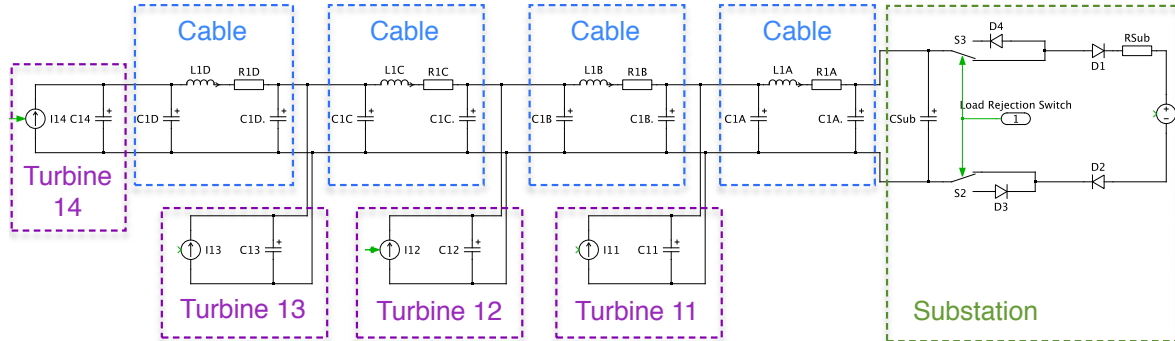 Cable
Cable
Cable
Cable
L1D
R1D
L1C
R1C
L1B
R1B
L1A
R1A
S3
D4
D1
RSub
I14
C14
C1D
C1D.
C1C
C1C.
C1B
C1B.
C1A
C1A.
CSub
Load Rejection Switch
1
Turbine
14
I13
C13
I12
C12
I11
C11
S2
D3
D2
Turbine 13
Turbine 12
Turbine 11
Substation